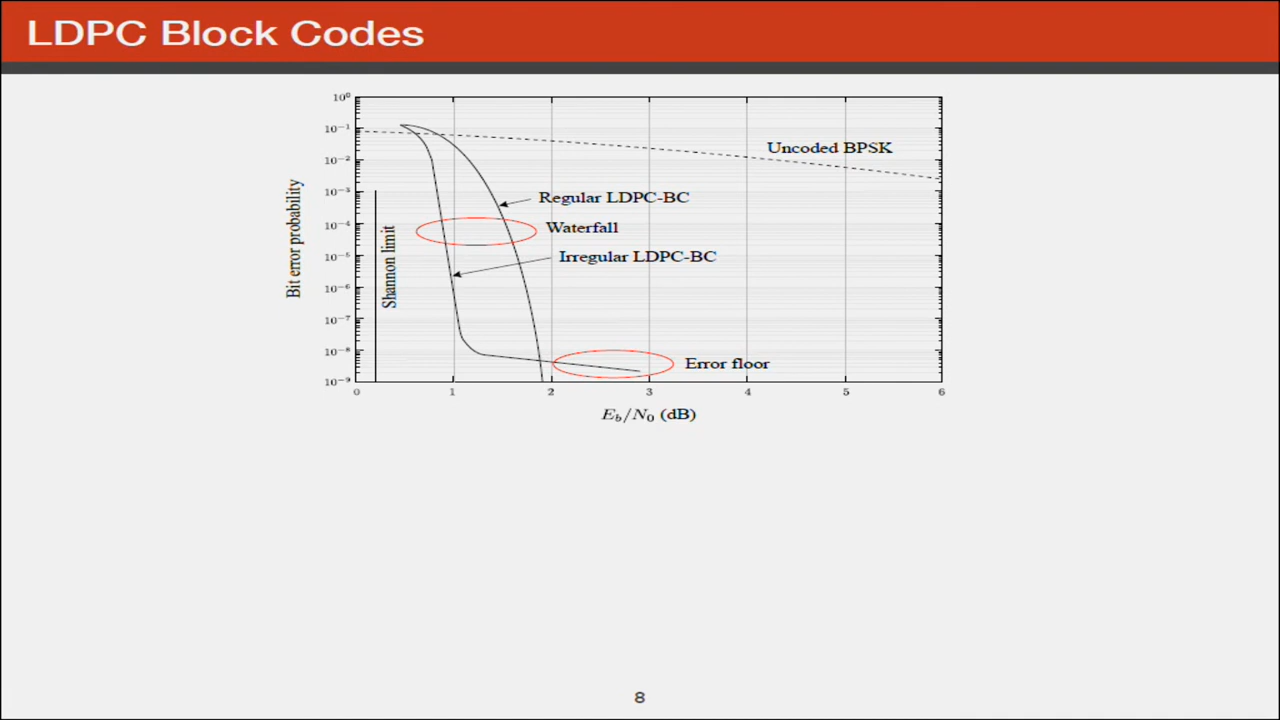 LDPC Block Codes
10⁰
10⁻¹
10⁻²
10⁻³
10⁻⁴
10⁻⁵
10⁻⁶
10⁻⁷
10⁻⁸
10⁻⁹
Bit error probability
Shannon limit
Uncoded BPSK
Regular LDPC-BC
Waterfall
Irregular LDPC-BC
Error floor
0 1 2 3 4 5 6
E_b/N_0 (dB)
8